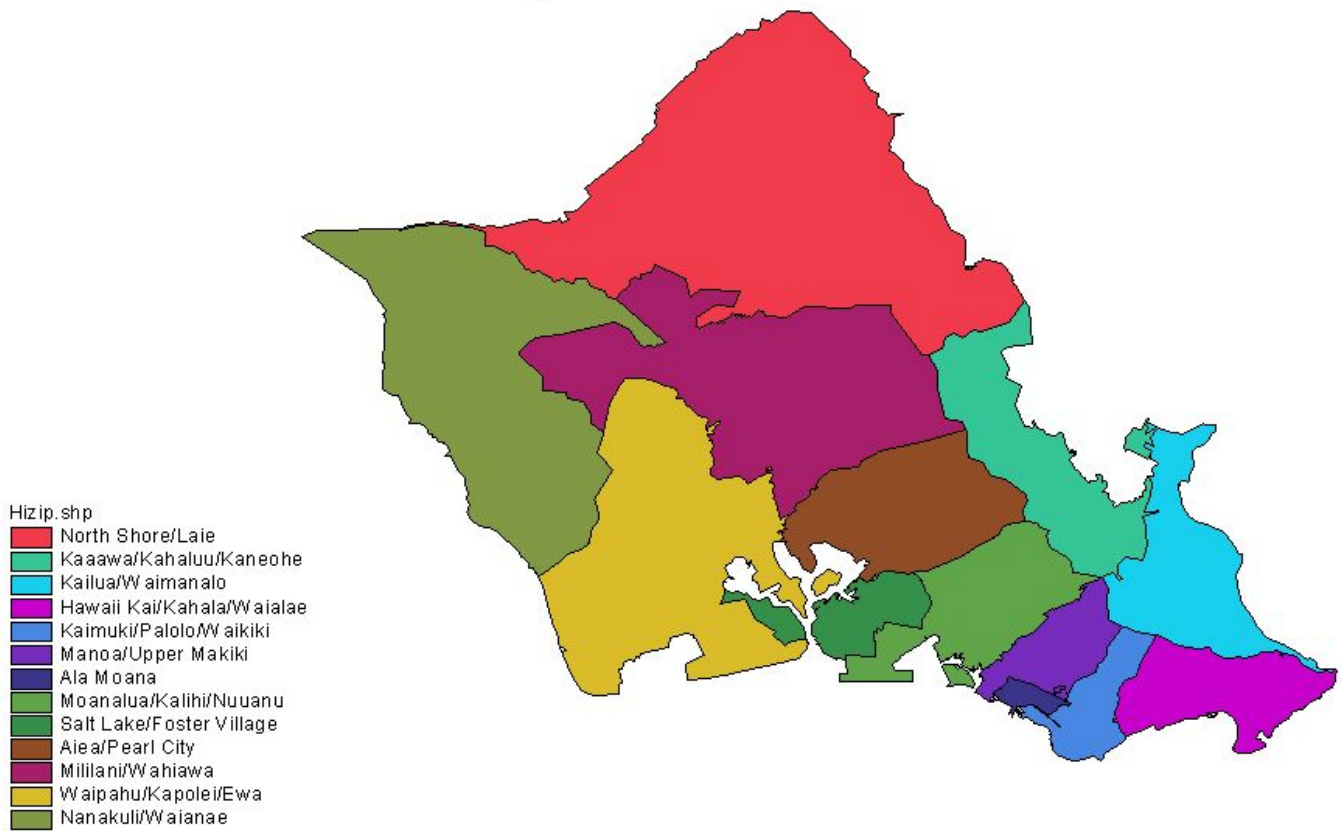 Hizip.shp
North Shore/Laie
Kaaawa/Kahaluu/Kaneohe
Kailua/Waimanalo
Hawaii Kai/Kahala/Waialae
Kaimuki/Palolo/Waikiki
Manoa/Upper Makiki
Ala Moana
Moanalua/Kalihi/Nuuanu
Salt Lake/Foster Village
Aiea/Pearl City
Mililani/Wahiawa
Waipahu/Kapolei/Ewa
Nanakuli/Waianae